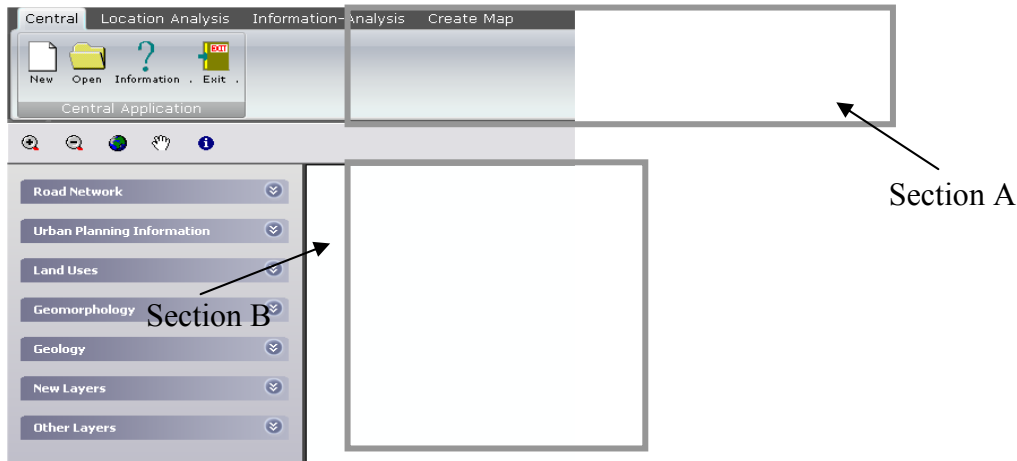 Central Location Analysis Information-Analysis Create Map
New Open Information . Exit .
EXIT
Central Application
Section A
Road Network
Urban Planning Information
Land Uses
Geomorphology
Section B
Geology
New Layers
Other Layers